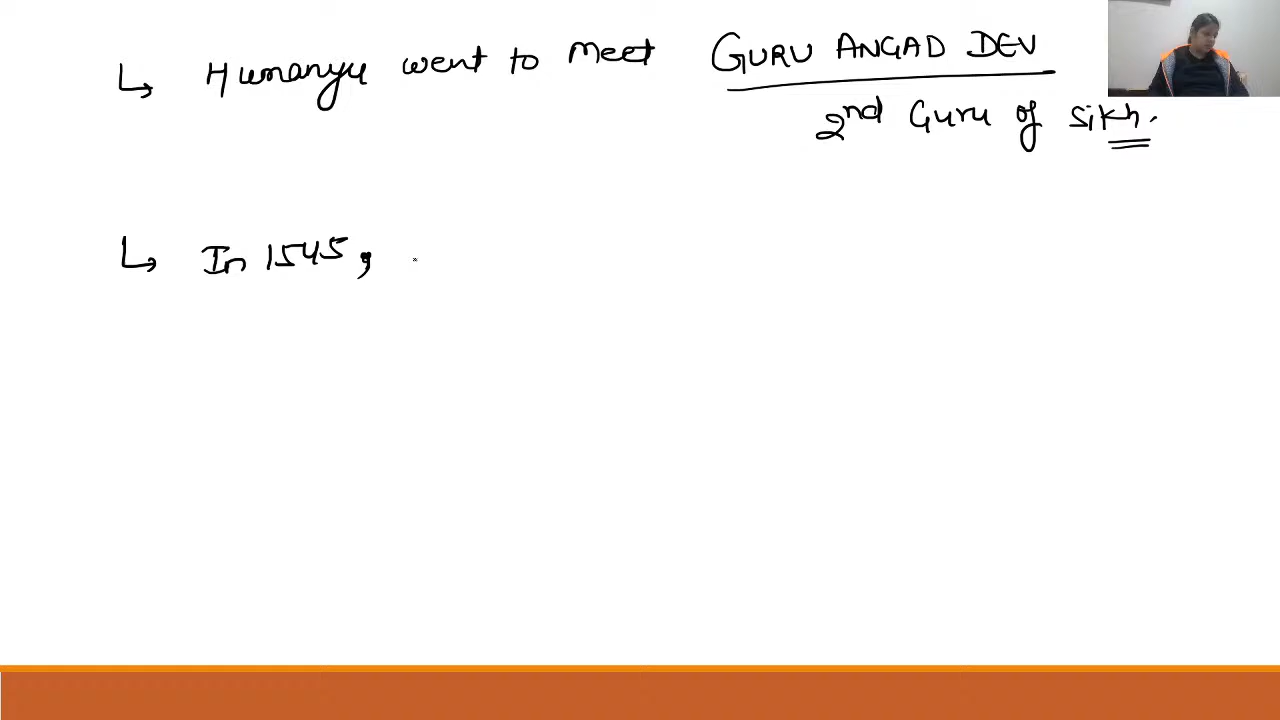 ↳ Humanyu went to meet GURU ANGAD DEV
2nd Guru of Sikh.
↳ In 1545,